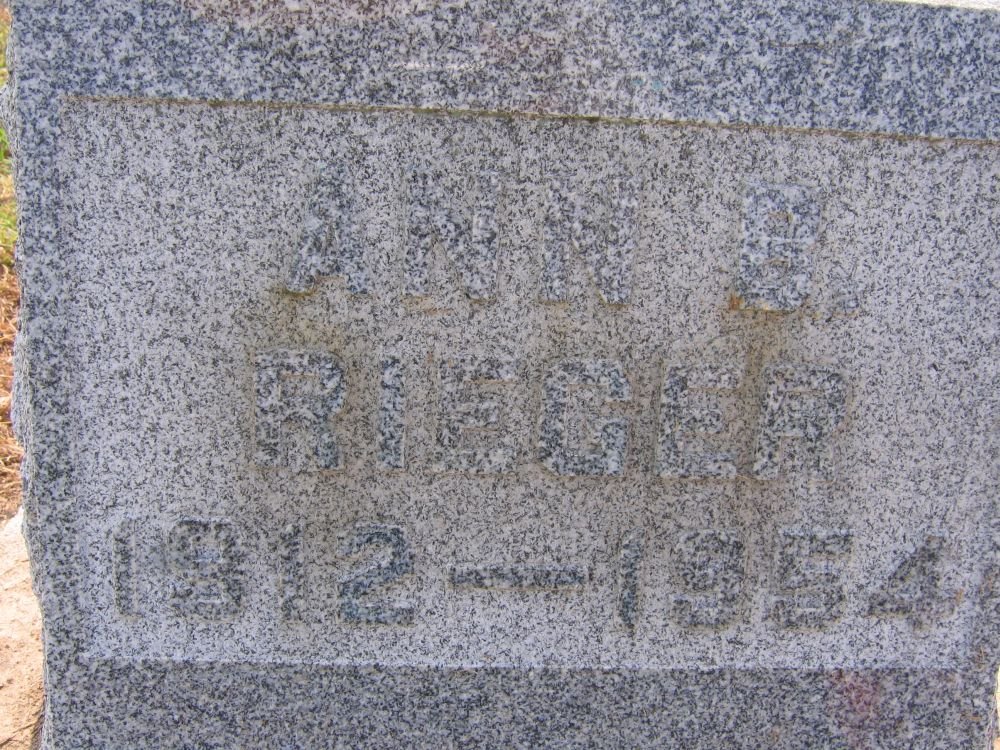 ANN B.
RIEGER
1912—1954